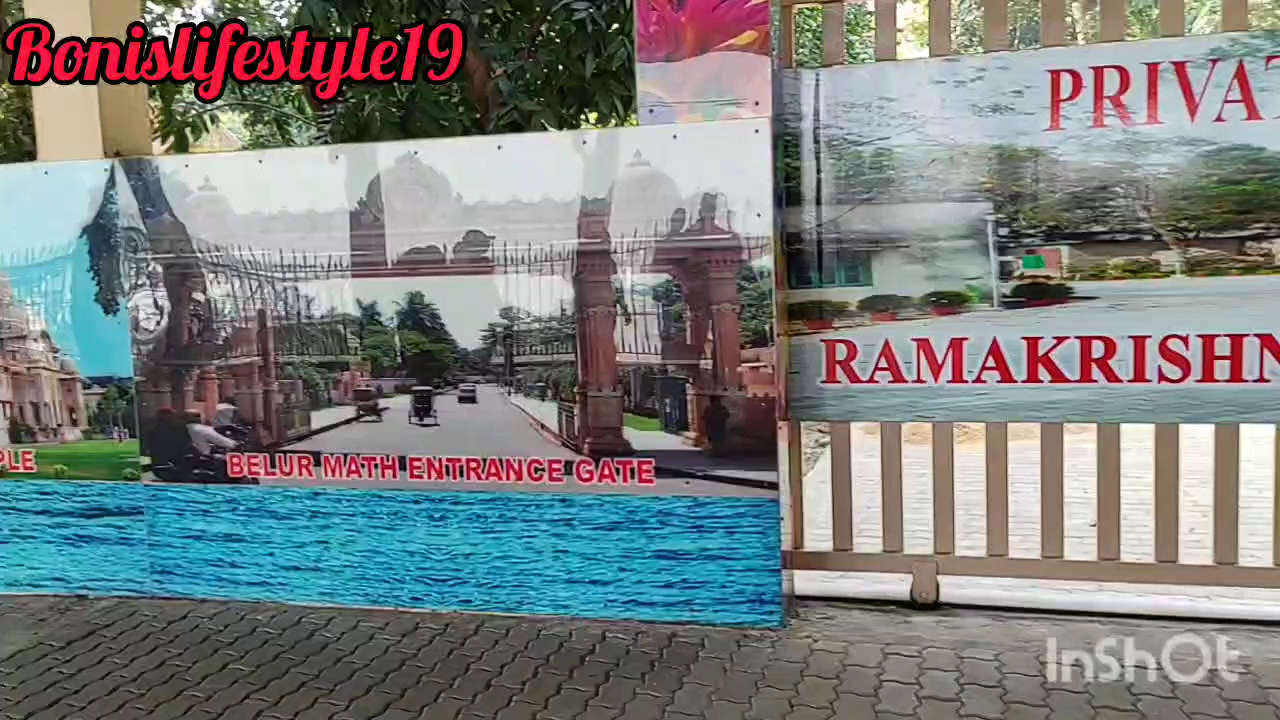 Bonislifestyle19
PRIVAT
RAMAKRISHN
PLE
BELUR MATH ENTRANCE GATE
InShOt